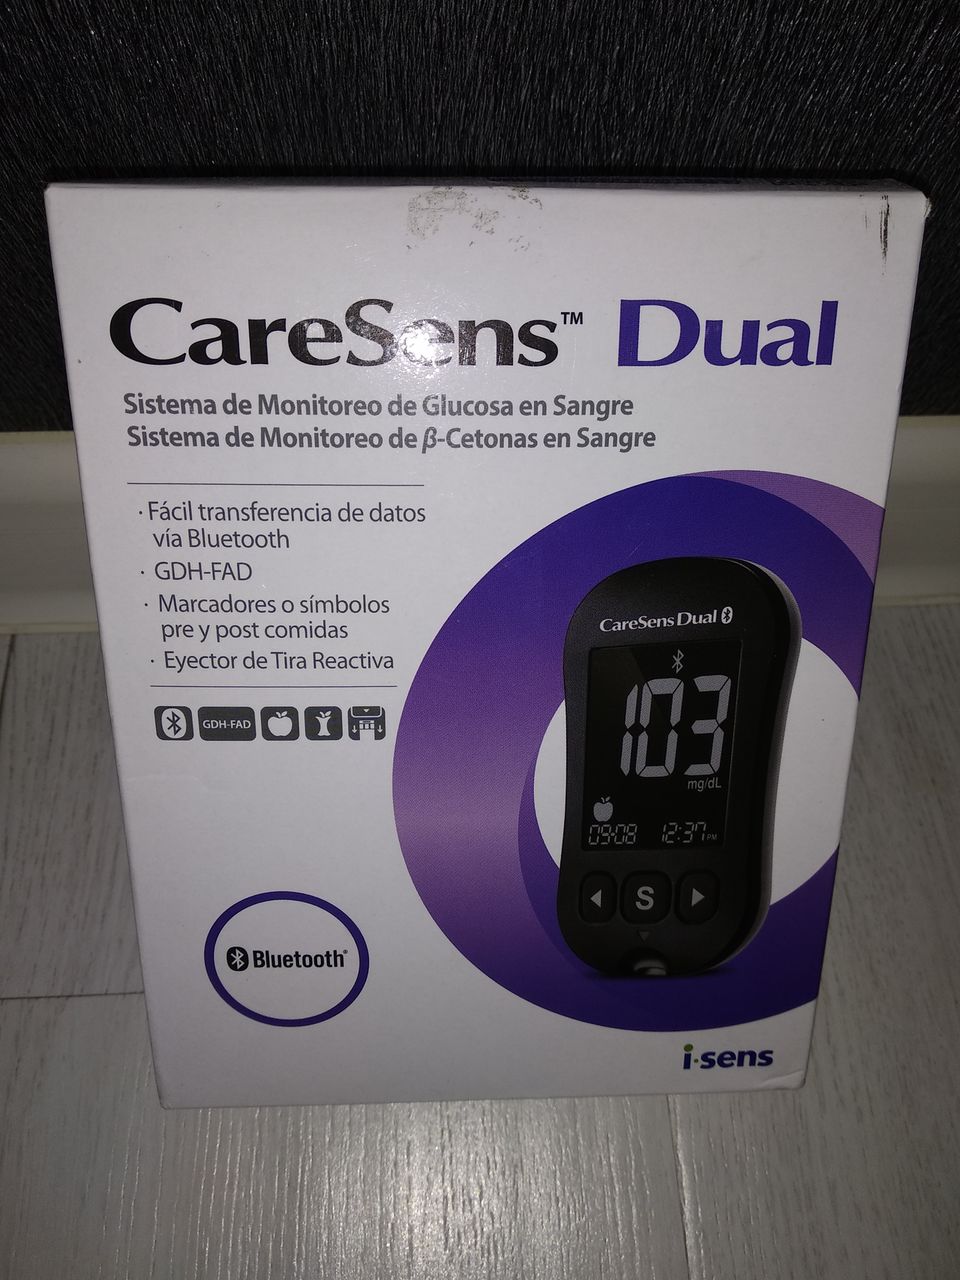 CareSens™ Dual
Sistema de Monitoreo de Glucosa en Sangre
Sistema de Monitoreo de β-Cetonas en Sangre
· Fácil transferencia de datos
vía Bluetooth
· GDH-FAD
· Marcadores o símbolos
pre y post comidas
· Eyector de Tira Reactiva
GDH-FAD
CareSens Dual
103
mg/dL
09-08 12:37 PM
S
Bluetooth®
i·sens